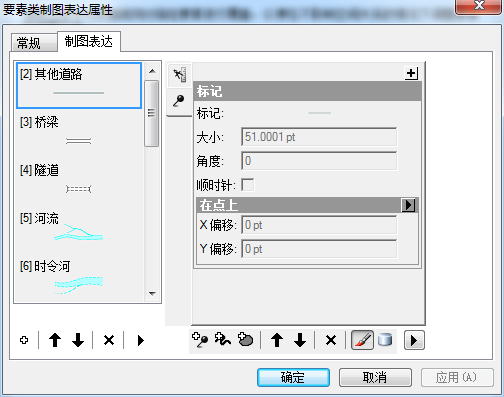 要素类制图表达属性
常规
制图表达
[2] 其他道路
[3] 桥梁
[4] 隧道
[5] 河流
[6] 时令河
标记
标记:
大小: 51.0001 pt
角度: 0
顺时针:
在点上
X 偏移: 0 pt
Y 偏移: 0 pt
确定
取消
应用(A)